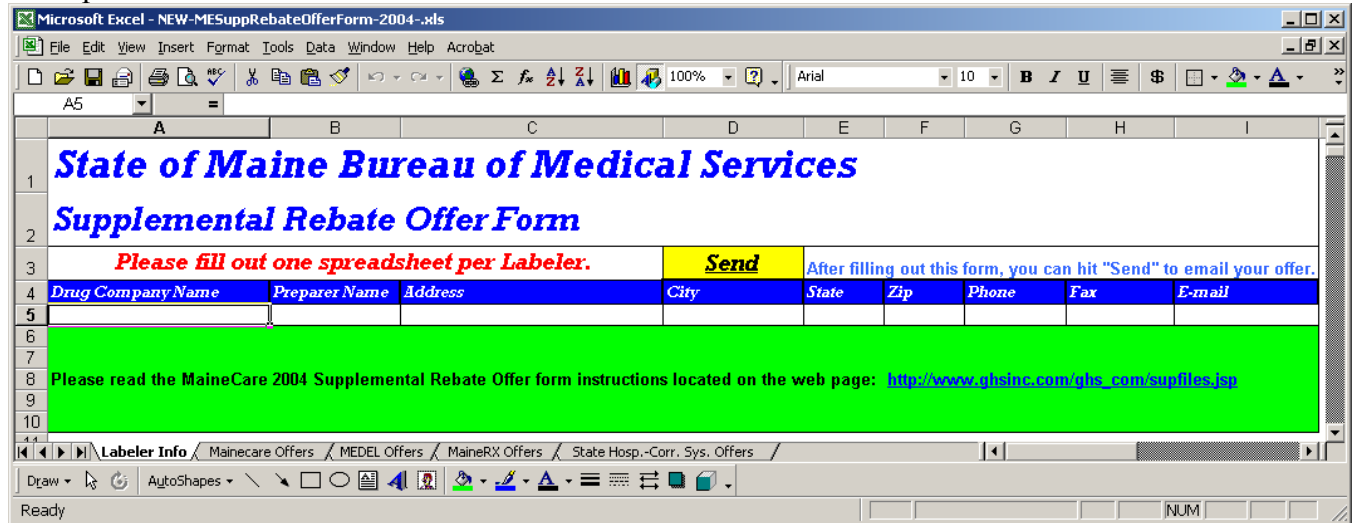 Microsoft Excel - NEW-MESuppRebateOfferForm-2004-.xls
File Edit View Insert Format Tools Data Window Help Acrobat
100% Arial 10 B I U $
A5 =
A B C D E F G H I
1 State of Maine Bureau of Medical Services
2 Supplemental Rebate Offer Form
3 Please fill out one spreadsheet per Labeler. Send After filling out this form, you can hit "Send" to email your offer.
4 Drug Company Name Preparer Name Address City State Zip Phone Fax E-mail
5
6
7
8 Please read the MaineCare 2004 Supplemental Rebate Offer form instructions located on the web page: http://www.ghsinc.com/ghs_com/supfiles.jsp
9
10
Labeler Info Mainecare Offers MEDEL Offers MaineRX Offers State Hosp.-Corr. Sys. Offers
Draw AutoShapes
Ready NUM